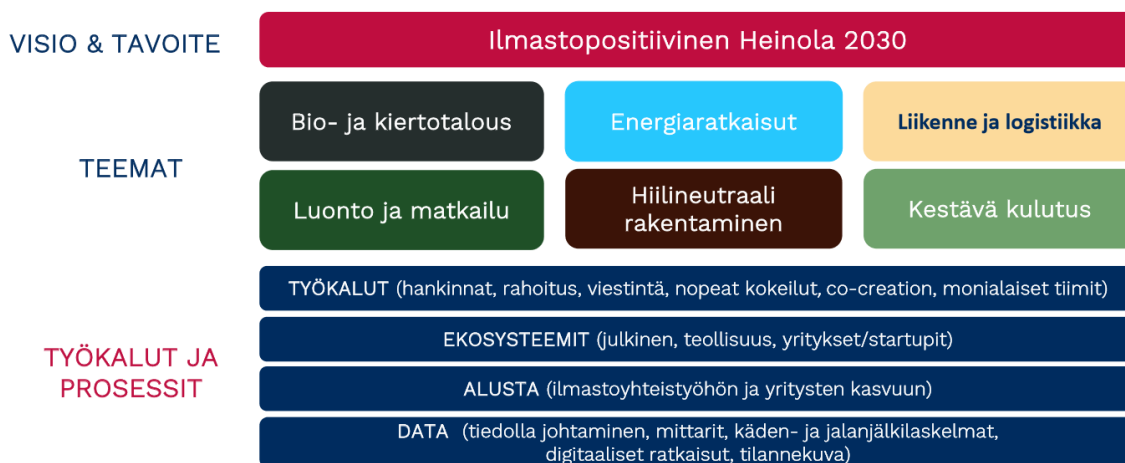 VISIO & TAVOITE
Ilmastopositiivinen Heinola 2030
TEEMAT
Bio- ja kiertotalous
Energiaratkaisut
Liikenne ja logistiikka
Luonto ja matkailu
Hiilineutraali
rakentaminen
Kestävä kulutus
TYÖKALUT JA
PROSESSIT
TYÖKALUT (hankinnat, rahoitus, viestintä, nopeat kokeilut, co-creation, monialaiset tiimit)
EKOSYSTEEMIT (julkinen, teollisuus, yritykset/startupit)
ALUSTA (ilmastoyhteistyöhön ja yritysten kasvuun)
DATA (tiedolla johtaminen, mittarit, käden- ja jalanjälkilaskelmat,
digitaaliset ratkaisut, tilannekuva)